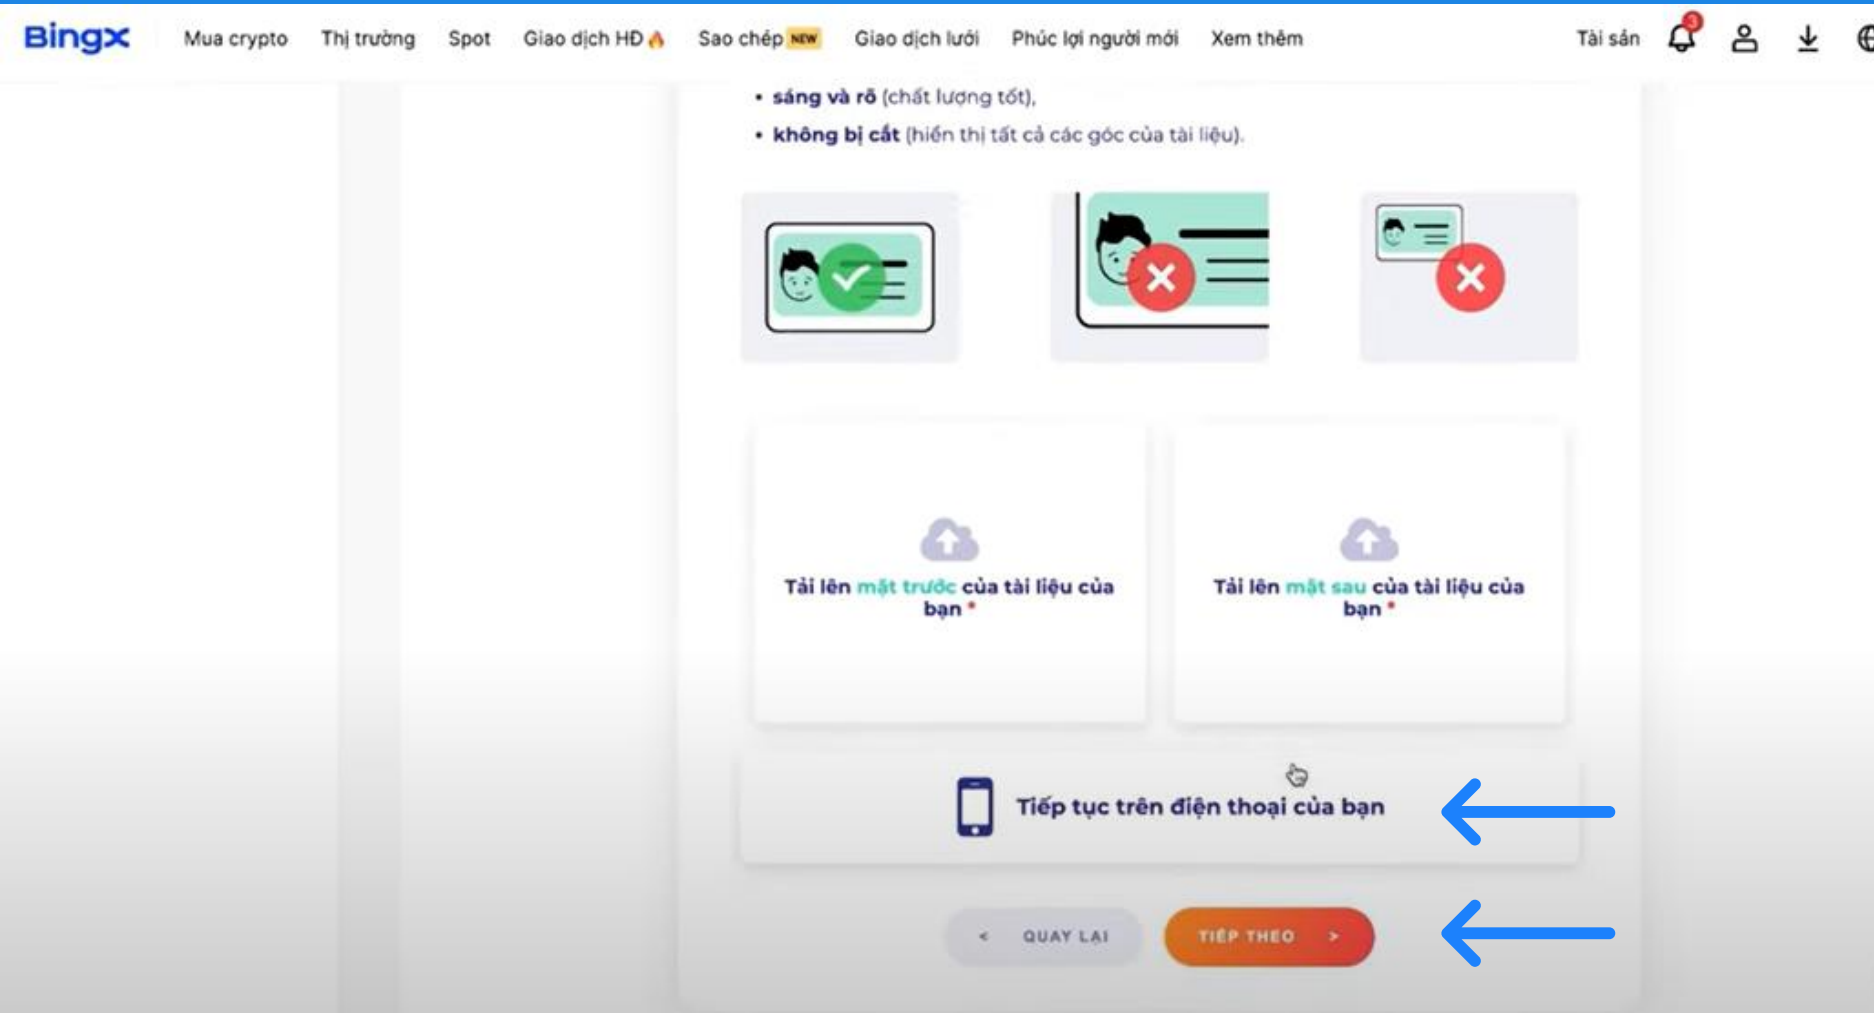 BingX Mua crypto Thị trường Spot Giao dịch HĐ Sao chép NEW Giao dịch lưới Phúc lợi người mới Xem thêm Tài sản 3
• sáng và rõ (chất lượng tốt),
• không bị cắt (hiển thị tất cả các góc của tài liệu).
Tải lên mặt trước của tài liệu của
bạn *
Tải lên mặt sau của tài liệu của
bạn *
Tiếp tục trên điện thoại của bạn
< QUAY LẠI
TIẾP THEO >